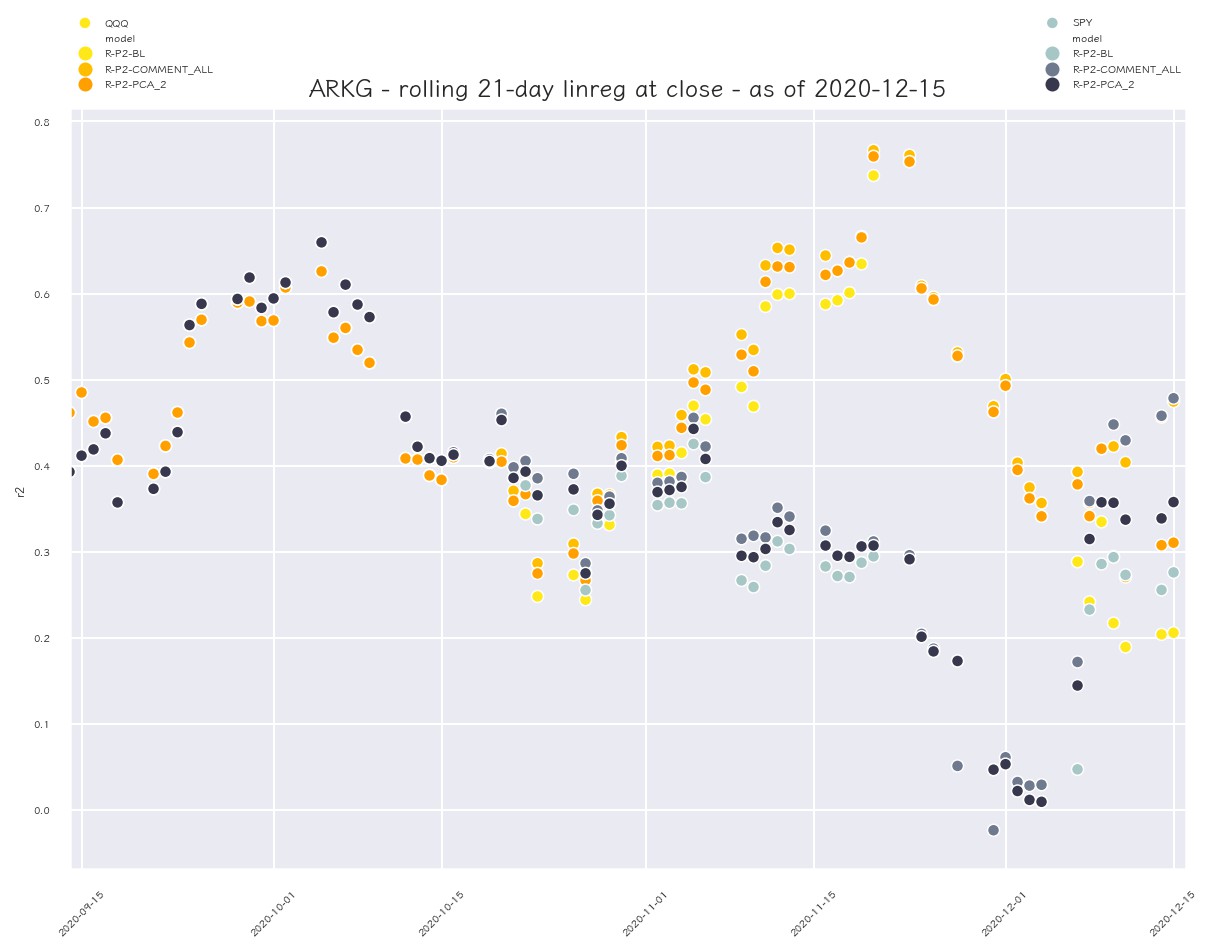 QQQ
model
R-P2-BL
R-P2-COMMENT_ALL
R-P2-PCA_2
SPY
model
R-P2-BL
R-P2-COMMENT_ALL
R-P2-PCA_2
ARKG - rolling 21-day linreg at close - as of 2020-12-15
0.8
0.7
0.6
0.5
0.4
0.3
0.2
0.1
0.0
r2
2020-09-15
2020-10-01
2020-10-15
2020-11-01
2020-11-15
2020-12-01
2020-12-15